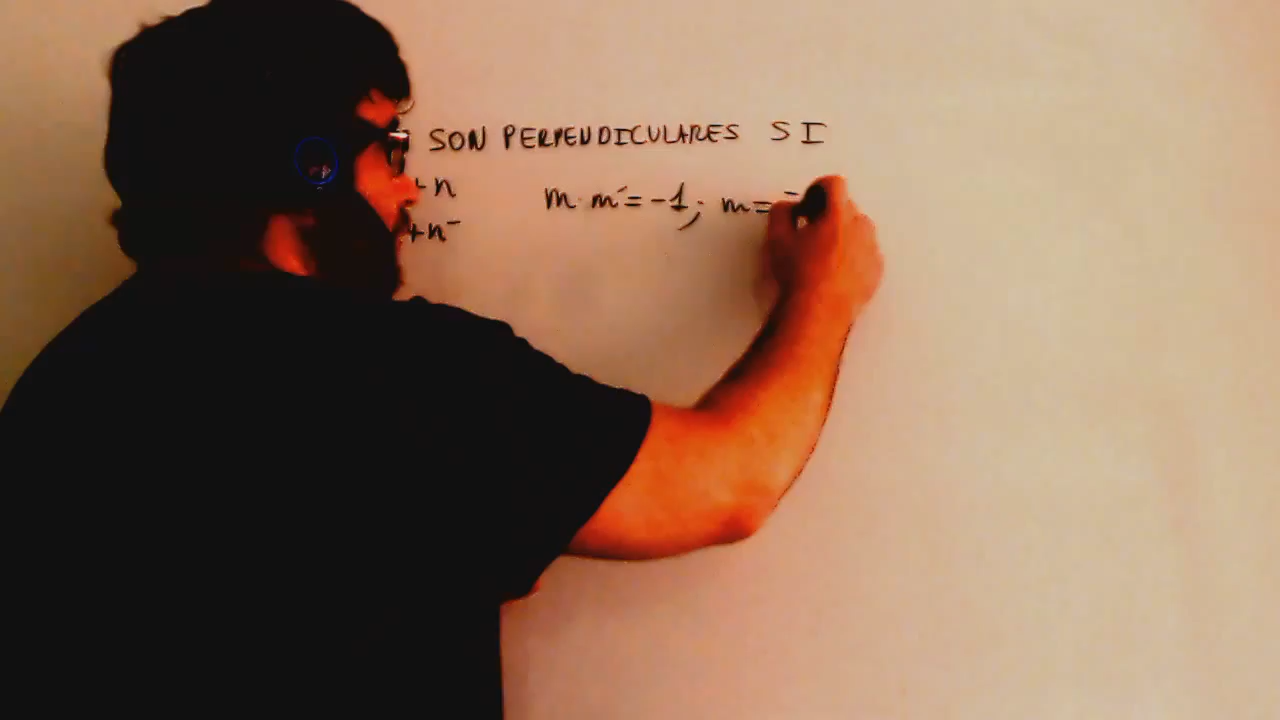 SON PERPENDICULARES SI
+n m·m´=-1; m=-
+n´